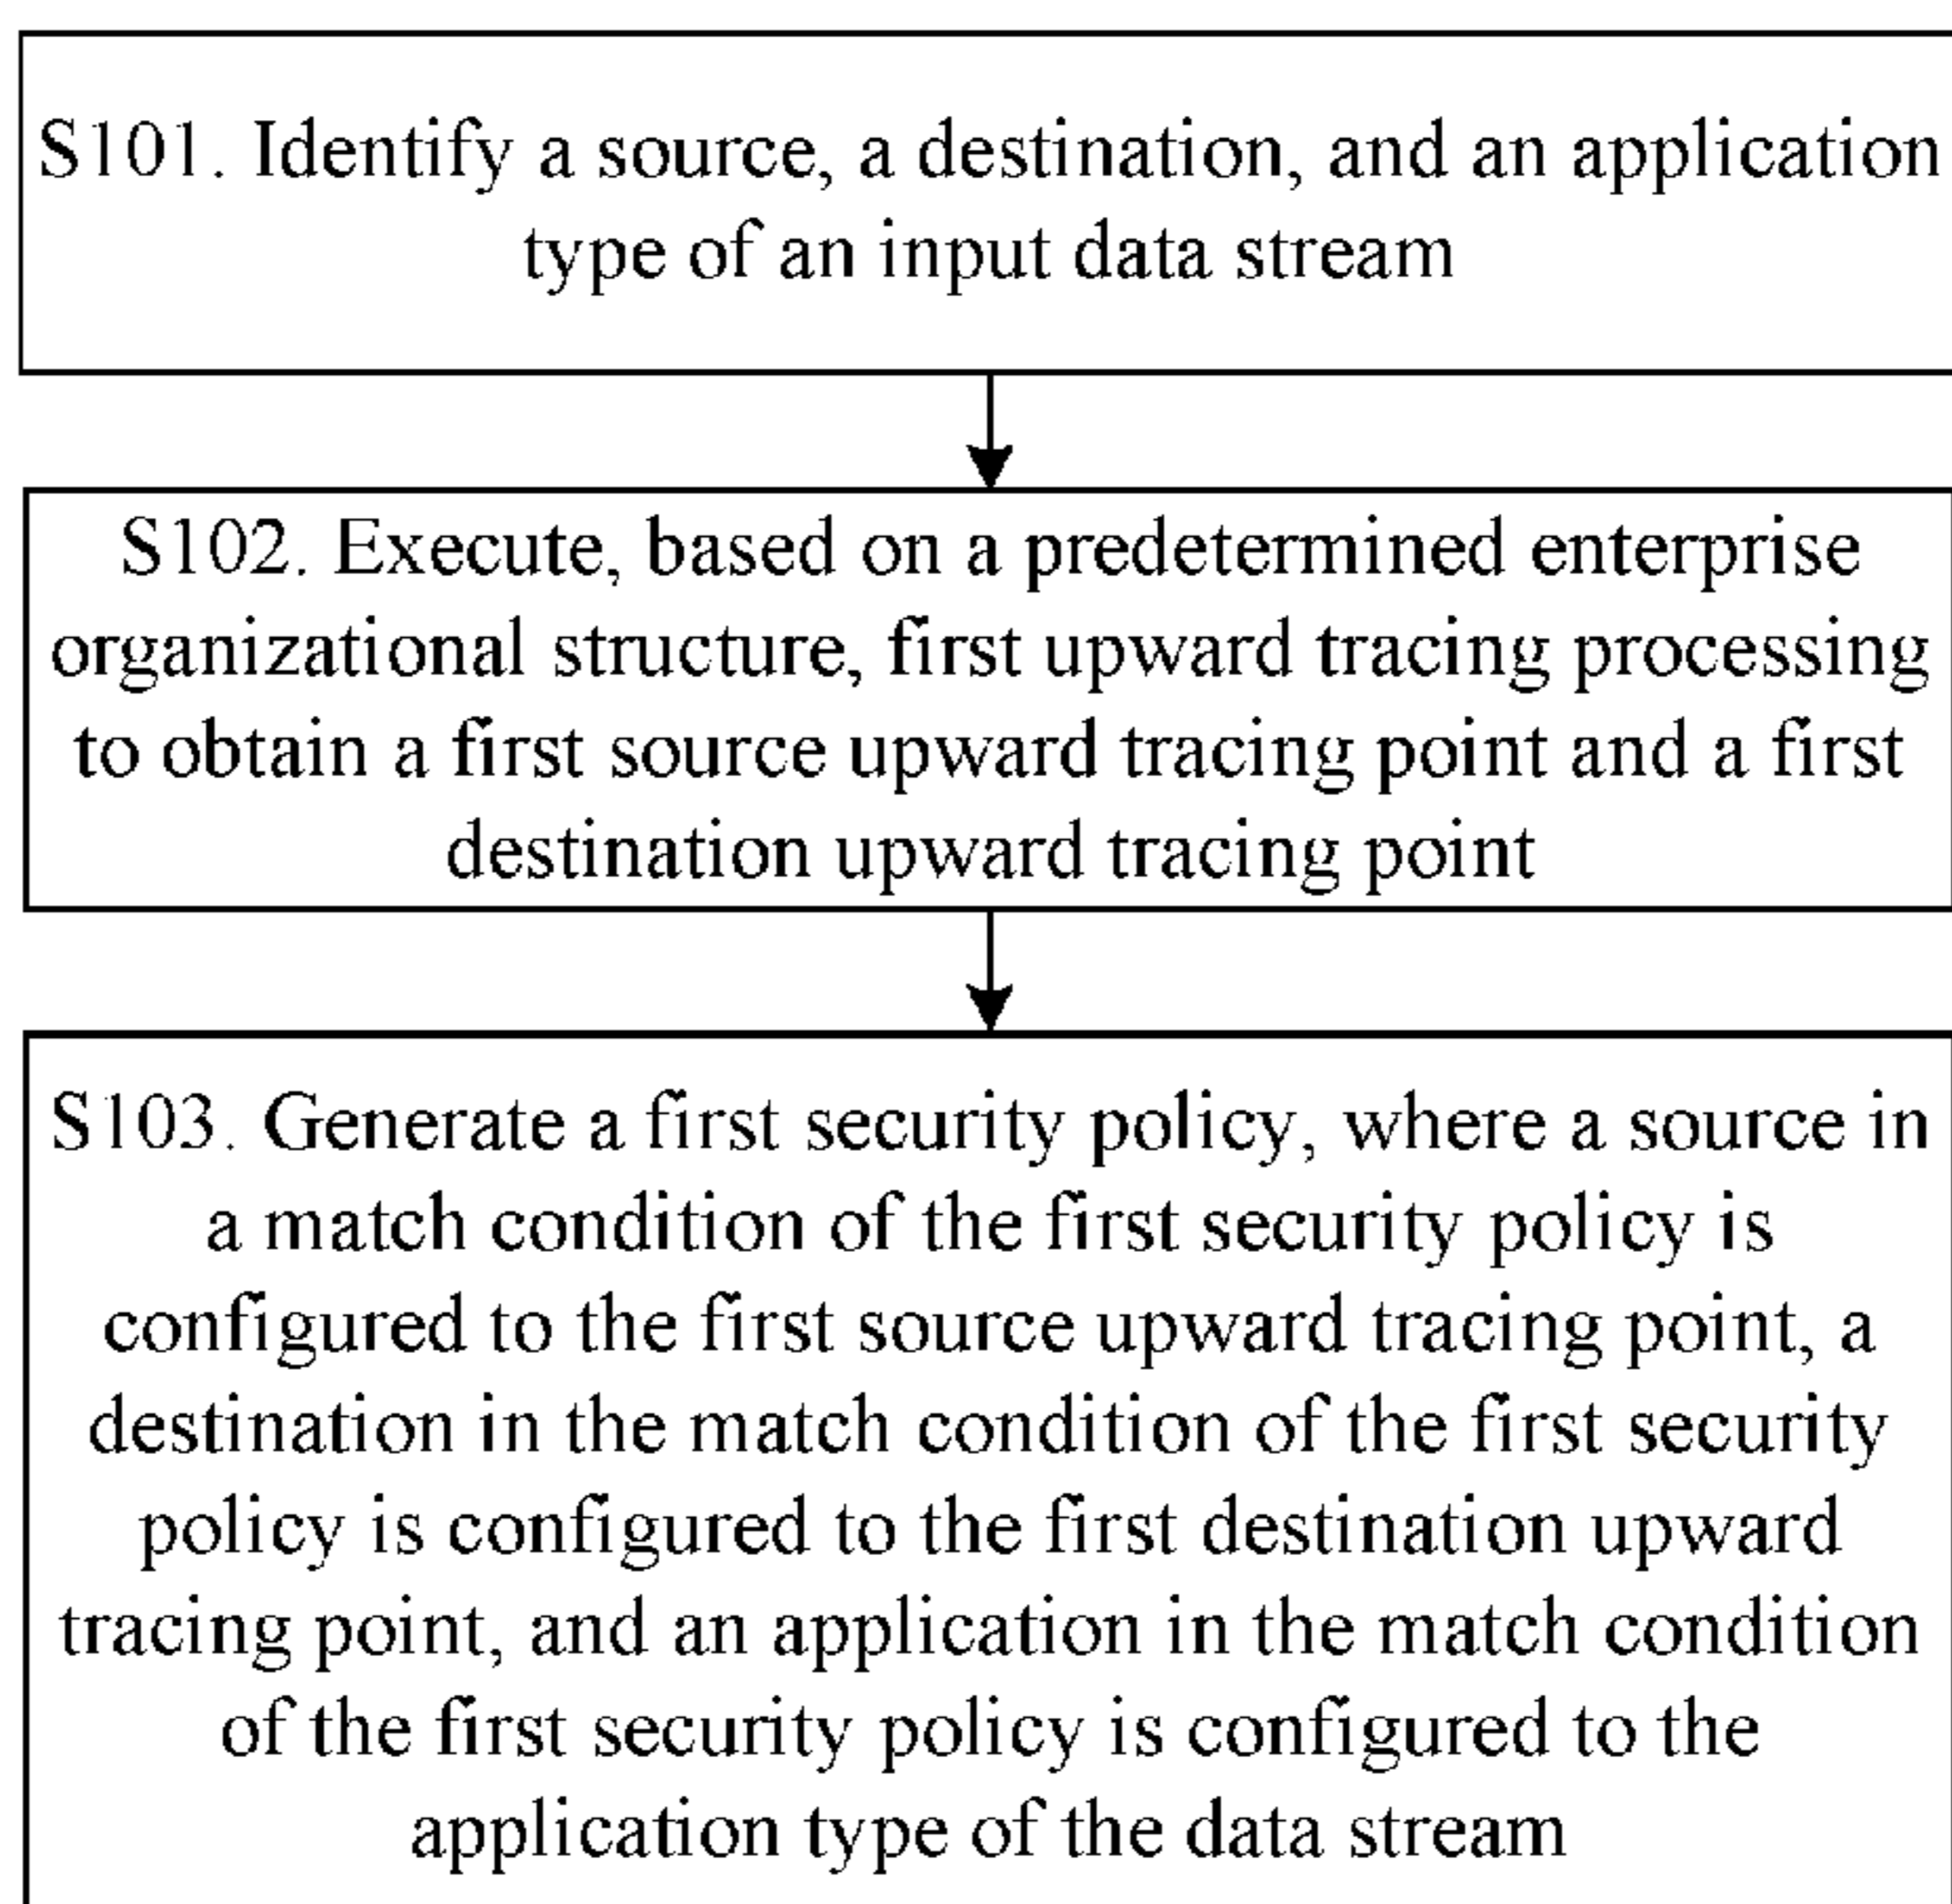 S101. Identify a source, a destination, and an application
type of an input data stream
S102. Execute, based on a predetermined enterprise
organizational structure, first upward tracing processing
to obtain a first source upward tracing point and a first
destination upward tracing point
S103. Generate a first security policy, where a source in
a match condition of the first security policy is
configured to the first source upward tracing point, a
destination in the match condition of the first security
policy is configured to the first destination upward
tracing point, and an application in the match condition
of the first security policy is configured to the
application type of the data stream